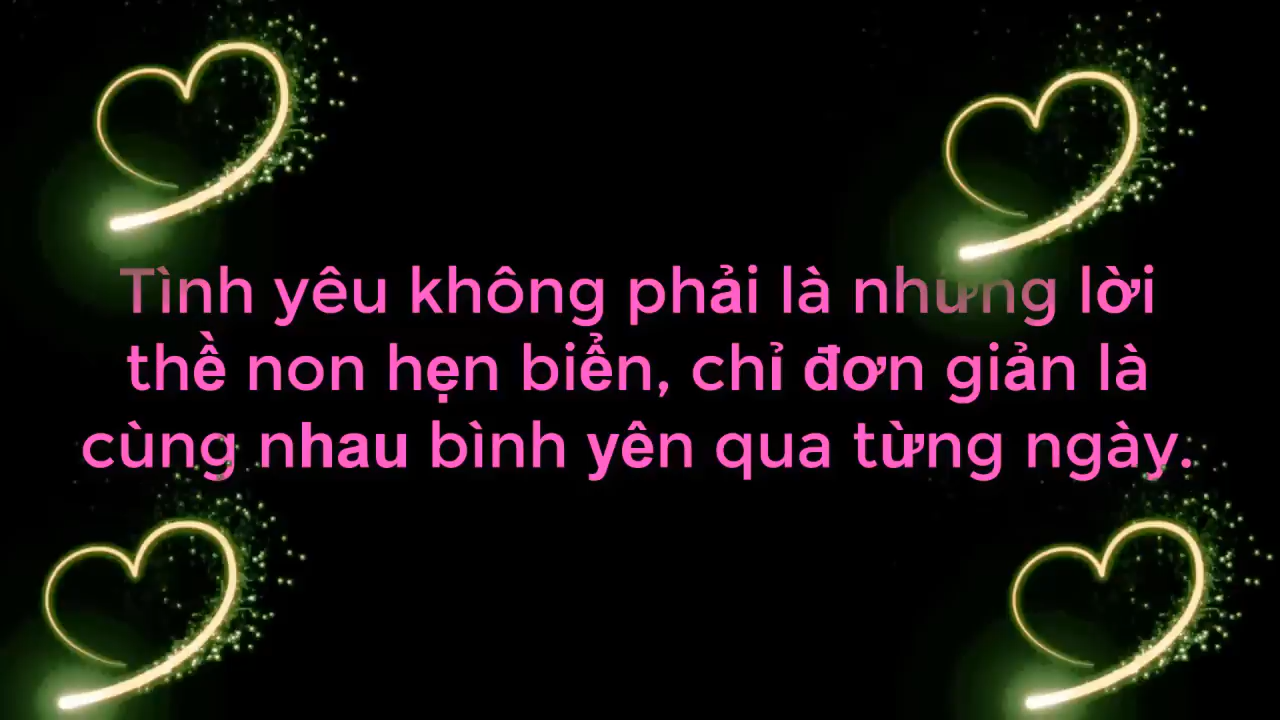 Tình yêu không phải là những lời
thề non hẹn biển, chỉ đơn giản là
cùng nhau bình yên qua từng ngày.